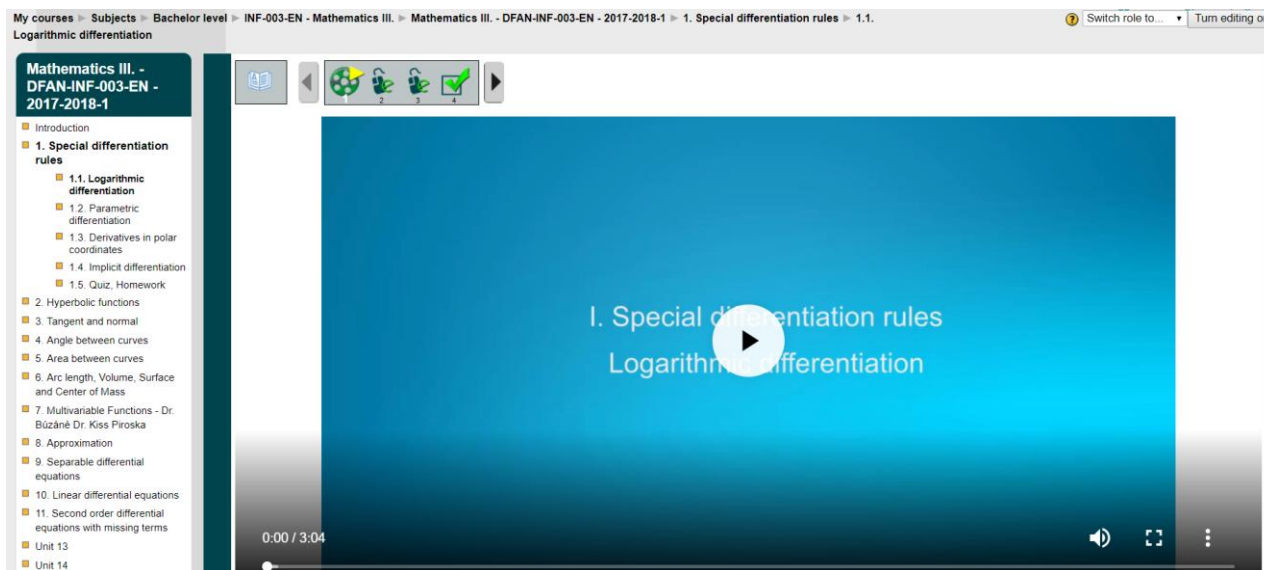 My courses ▶ Subjects ▶ Bachelor level ▶ INF-003-EN - Mathematics III. ▶ Mathematics III. - DFAN-INF-003-EN - 2017-2018-1 ▶ 1. Special differentiation rules ▶ 1.1.
Logarithmic differentiation
Switch role to...
Turn editing o
Mathematics III. -
DFAN-INF-003-EN -
2017-2018-1
Introduction
1. Special differentiation
rules
1.1. Logarithmic
differentiation
1.2. Parametric
differentiation
1.3. Derivatives in polar
coordinates
1.4. Implicit differentiation
1.5. Quiz, Homework
2. Hyperbolic functions
3. Tangent and normal
4. Angle between curves
5. Area between curves
6. Arc length, Volume, Surface
and Center of Mass
7. Multivariable Functions - Dr.
Búzáné Dr. Kiss Piroska
8. Approximation
9. Separable differential
equations
10. Linear differential equations
11. Second order differential
equations with missing terms
Unit 13
Unit 14
1
2
3
4
I. Special differentiation rules
Logarithmic differentiation
0:00 / 3:04